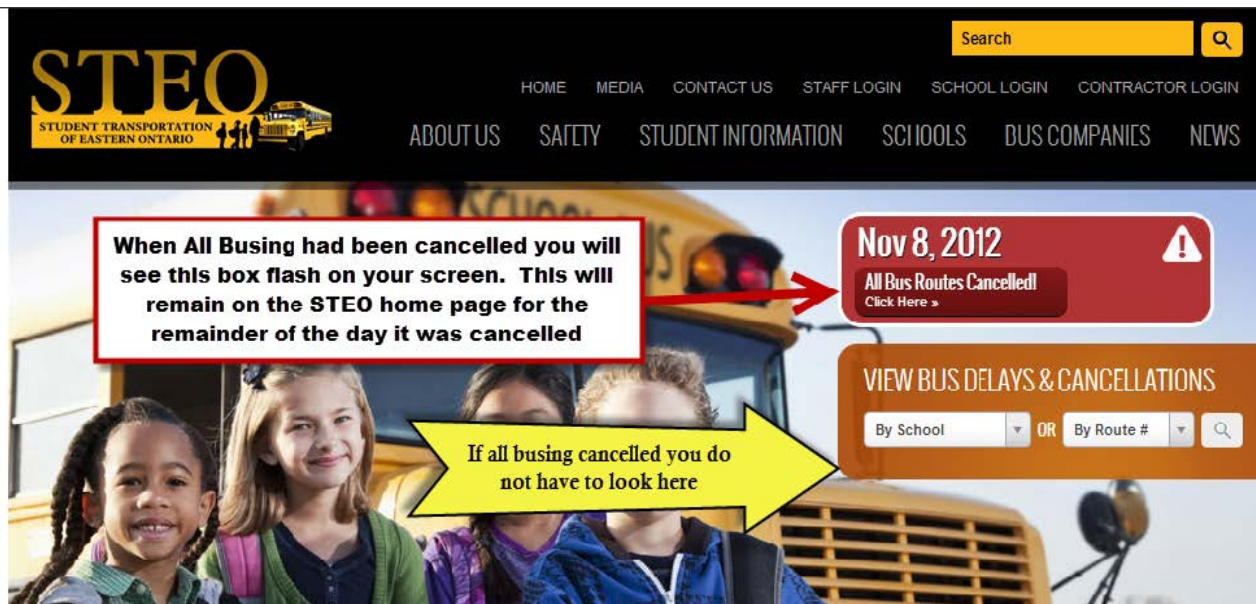 Search
STEO
STUDENT TRANSPORTATION
OF EASTERN ONTARIO
HOME MEDIA CONTACT US STAFF LOGIN SCHOOL LOGIN CONTRACTOR LOGIN
ABOUT US SAFETY STUDENT INFORMATION SCHOOLS BUS COMPANIES NEWS
SCHOOL BUS
When All Busing had been cancelled you will
see this box flash on your screen. This will
remain on the STEO home page for the
remainder of the day it was cancelled
Nov 8, 2012
All Bus Routes Cancelled!
Click Here »
VIEW BUS DELAYS & CANCELLATIONS
By School OR By Route #
If all busing cancelled you do
not have to look here